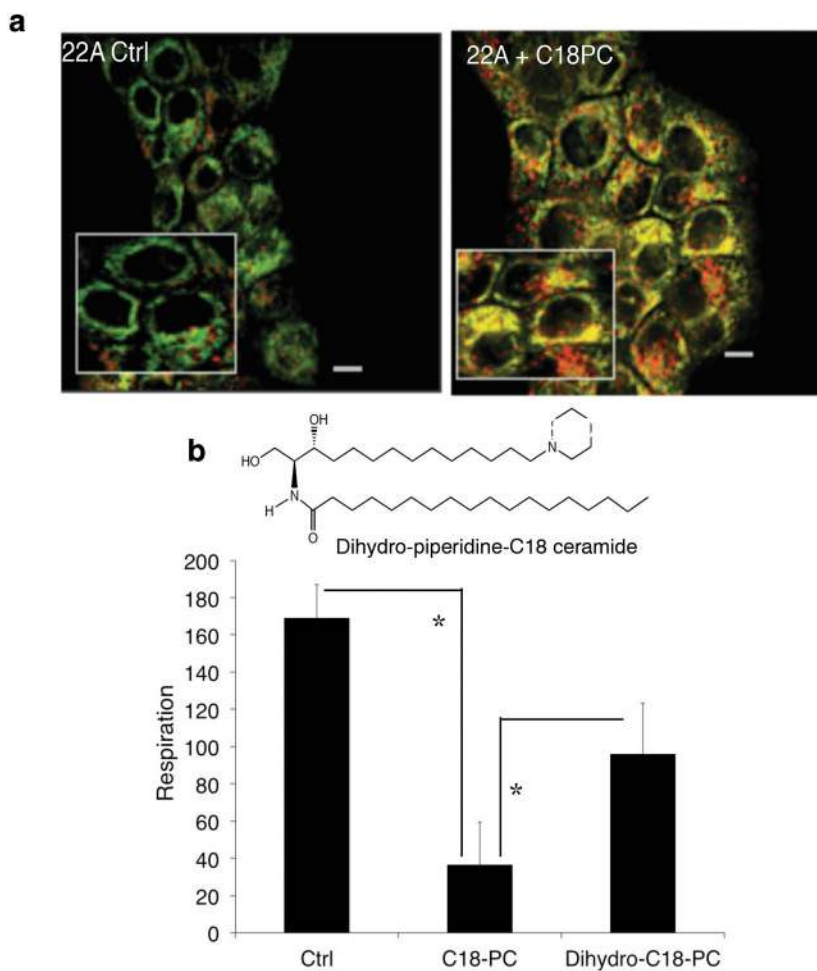 a
22A Ctrl
22A + C18PC
b
OH
HO
N
H
N
O
Dihydro-piperidine-C18 ceramide
200
180
160
140
120
100
80
60
40
20
0
Respiration
*
*
Ctrl
C18-PC
Dihydro-C18-PC